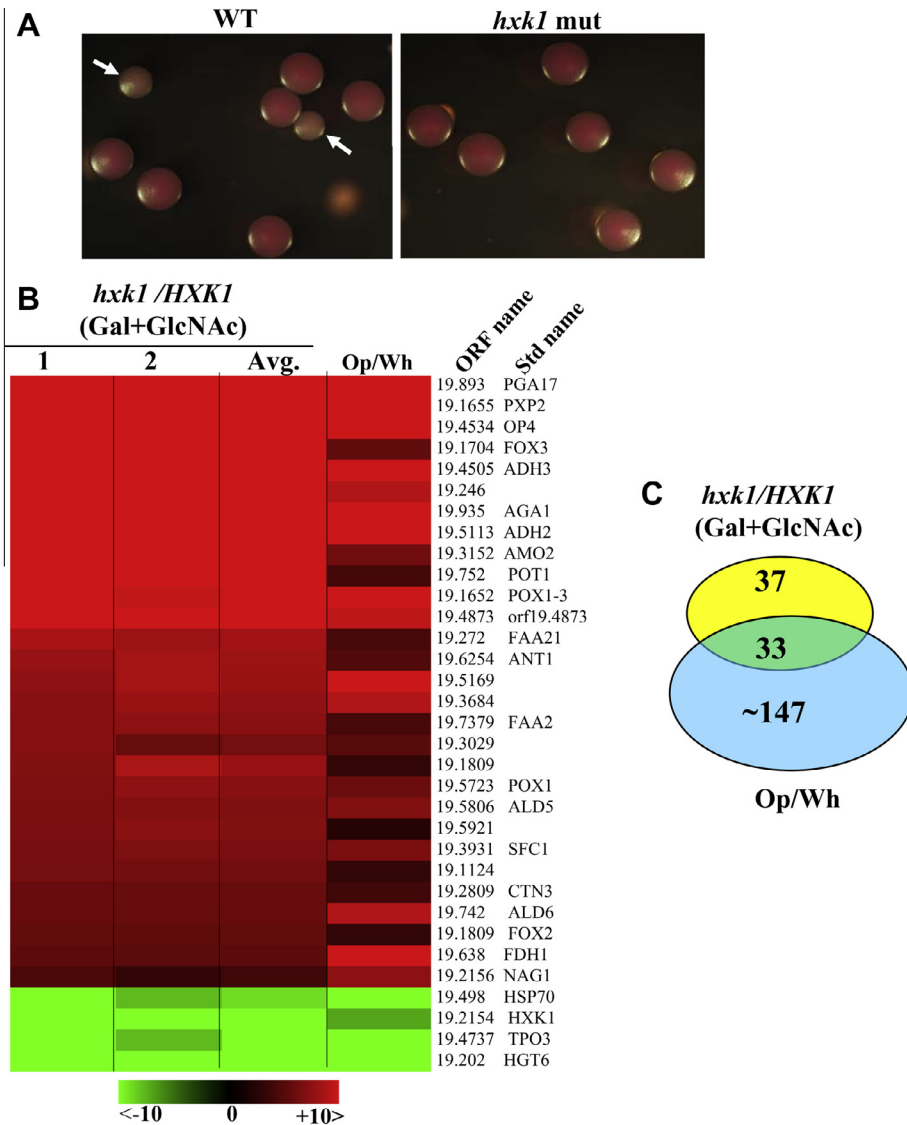 A
WT
hxk1 mut
B
hxk1 /HXK1
(Gal+GlcNAc)
1 2 Avg. Op/Wh ORF name Std name
19.893 PGA17
19.1655 PXP2
19.4534 OP4
19.1704 FOX3
19.4505 ADH3
19.246
19.935 AGA1
19.5113 ADH2
19.3152 AMO2
19.752 POT1
19.1652 POX1-3
19.4873 orf19.4873
19.272 FAA21
19.6254 ANT1
19.5169
19.3684
19.7379 FAA2
19.3029
19.1809
19.5723 POX1
19.5806 ALD5
19.5921
19.3931 SFC1
19.1124
19.2809 CTN3
19.742 ALD6
19.1809 FOX2
19.638 FDH1
19.2156 NAG1
19.498 HSP70
19.2154 HXK1
19.4737 TPO3
19.202 HGT6
<-10 0 +10>
C
hxk1/HXK1
(Gal+GlcNAc)
37
33
~147
Op/Wh